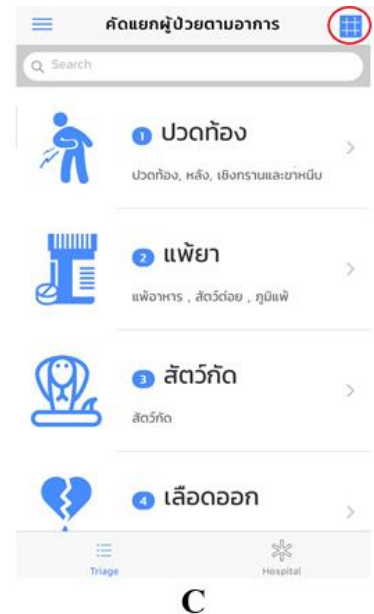 คัดแยกผู้ป่วยตามอาการ
Search
1 ปวดท้อง
ปวดท้อง, หลัง, เชิงกรานและขาหนีบ
2 แพ้ยา
แพ้อาหาร , สัตว์ต่อย , ภูมิแพ้
3 สัตว์กัด
สัตว์กัด
4 เลือดออก
Triage
Hospital
C